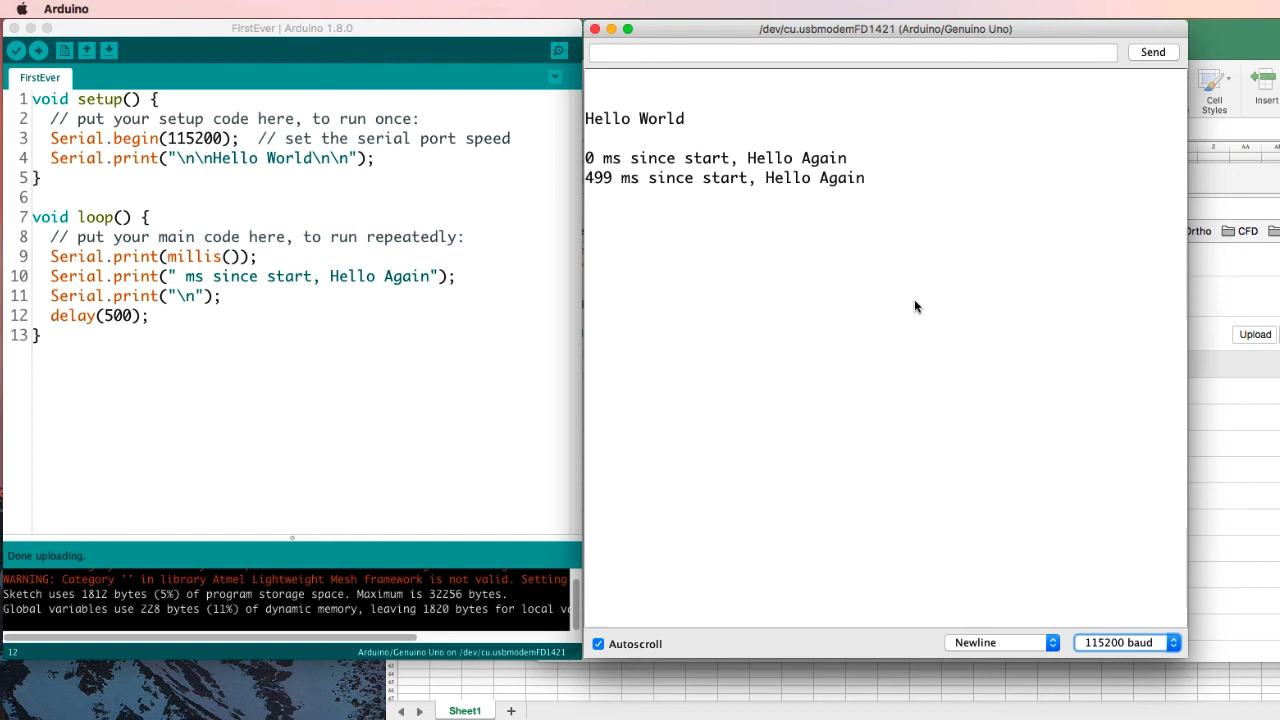 Arduino
FirstEver | Arduino 1.8.0
FirstEver
1 void setup() {
2   // put your setup code here, to run once:
3   Serial.begin(115200);  // set the serial port speed
4   Serial.print("\n\nHello World\n\n");
5 }
6
7 void loop() {
8   // put your main code here, to run repeatedly:
9   Serial.print(millis());
10   Serial.print(" ms since start, Hello Again");
11   Serial.print("\n");
12   delay(500);
13 }
Done uploading.
WARNING: Category '' in library Atmel Lightweight Mesh framework is not valid. Setting
Sketch uses 1812 bytes (5%) of program storage space. Maximum is 32256 bytes.
Global variables use 228 bytes (11%) of dynamic memory, leaving 1820 bytes for local va
12
Arduino/Genuino Uno on /dev/cu.usbmodemFD1421
/dev/cu.usbmodemFD1421 (Arduino/Genuino Uno)
Send
Hello World
0 ms since start, Hello Again
499 ms since start, Hello Again
Autoscroll
Newline
115200 baud
Cell
Styles
Insert
Z AA AB
Ortho
CFD
Upload
Sheet1